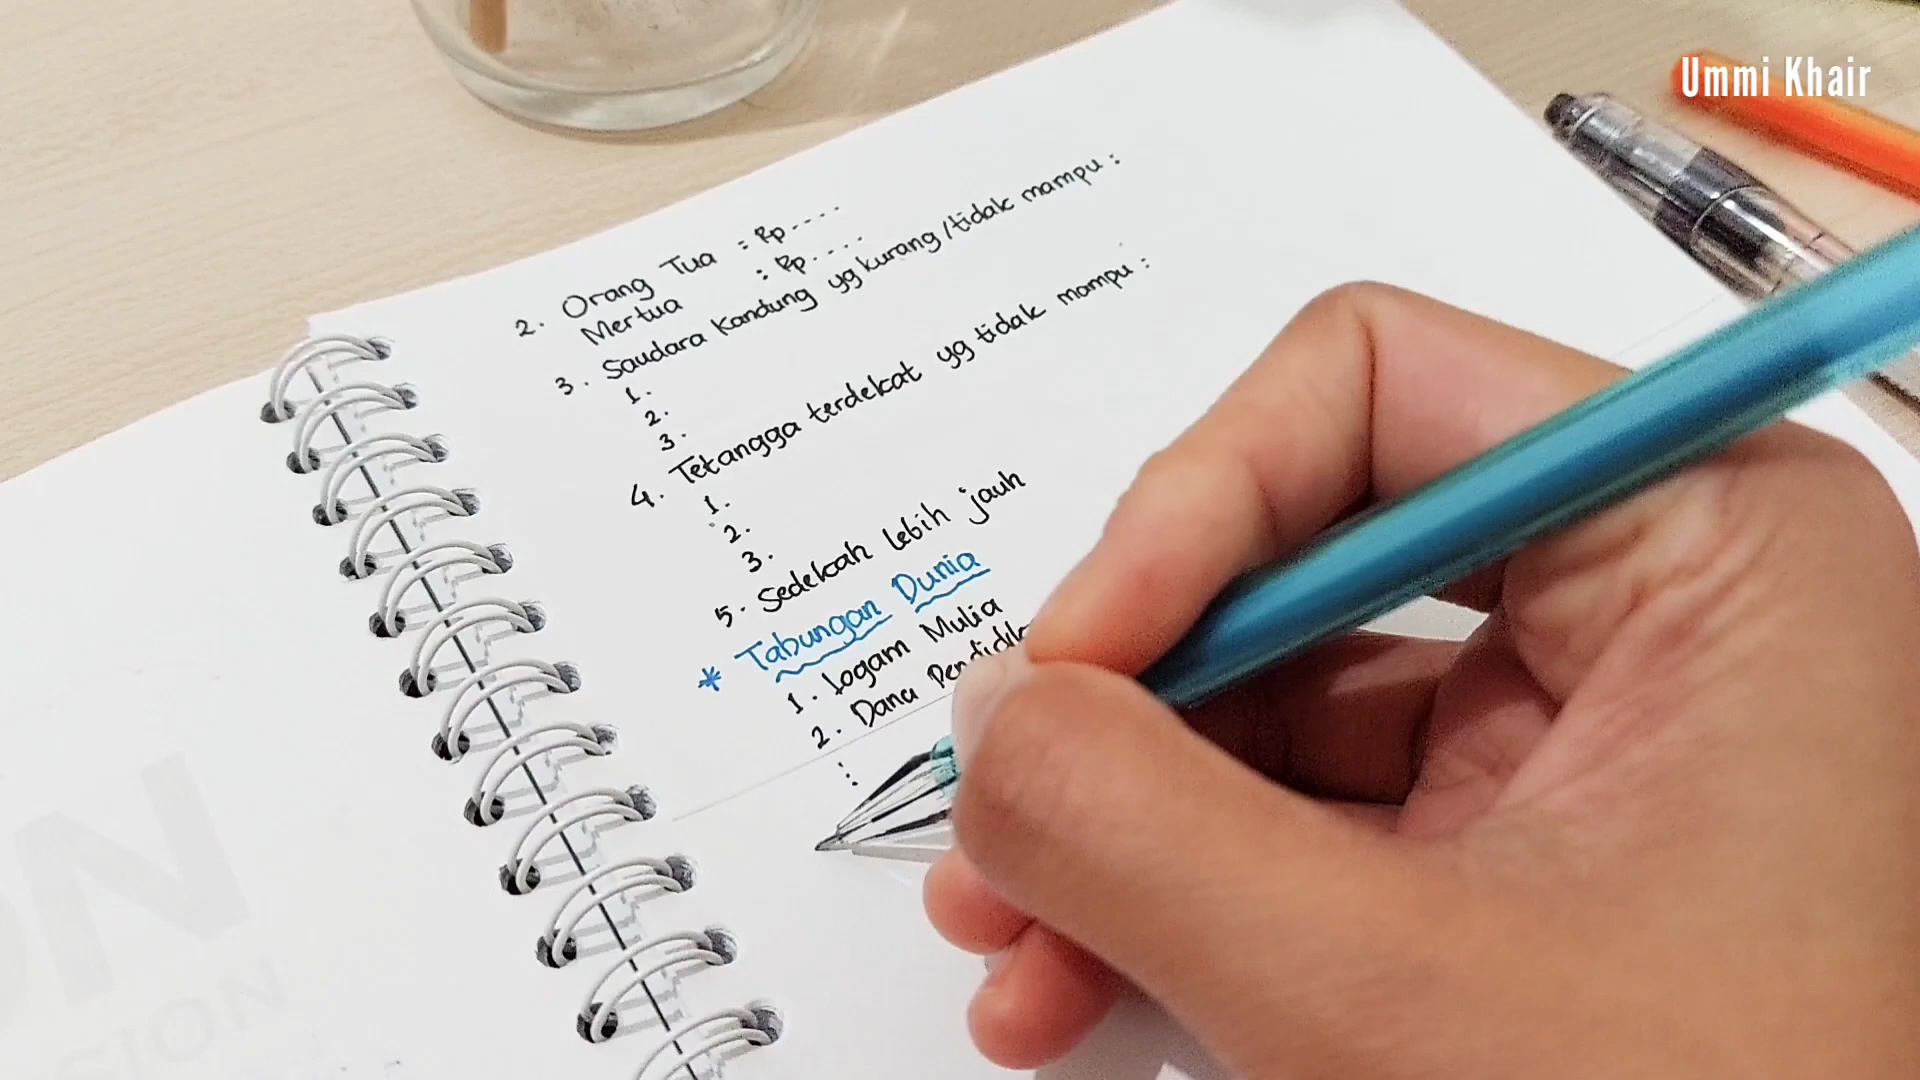 Ummi Khair
2. Orang Tua : Rp....
Mertua : Rp....
3. Saudara Kandung yg kurang/tidak mampu :
1.
2.
3.
4. Tetangga terdekat yg tidak mampu :
1.
2.
3.
5. Sedekah lebih jauh
* Tabungan Dunia
1. Logam Mulia
2. Dana
: